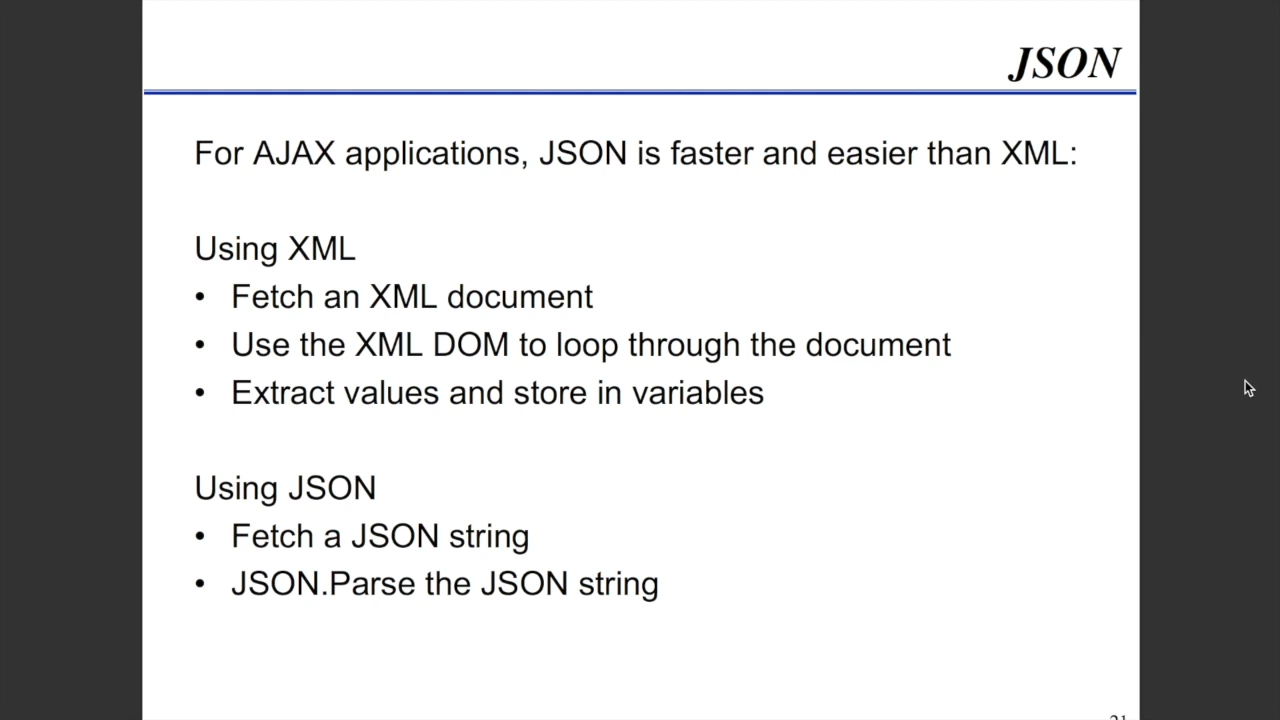 JSON
For AJAX applications, JSON is faster and easier than XML:
Using XML
• Fetch an XML document
• Use the XML DOM to loop through the document
• Extract values and store in variables
Using JSON
• Fetch a JSON string
• JSON.Parse the JSON string